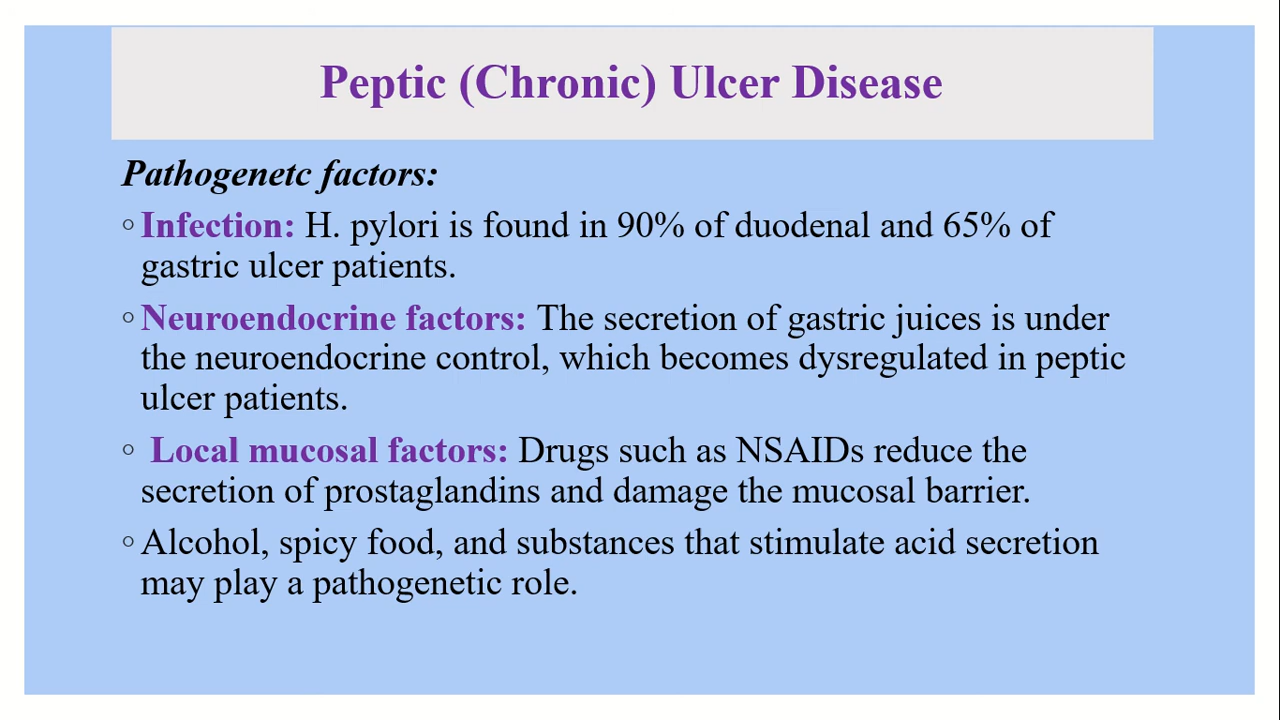 Peptic (Chronic) Ulcer Disease
Pathogenetc factors:
◦ Infection: H. pylori is found in 90% of duodenal and 65% of
gastric ulcer patients.
◦ Neuroendocrine factors: The secretion of gastric juices is under
the neuroendocrine control, which becomes dysregulated in peptic
ulcer patients.
◦ Local mucosal factors: Drugs such as NSAIDs reduce the
secretion of prostaglandins and damage the mucosal barrier.
◦ Alcohol, spicy food, and substances that stimulate acid secretion
may play a pathogenetic role.